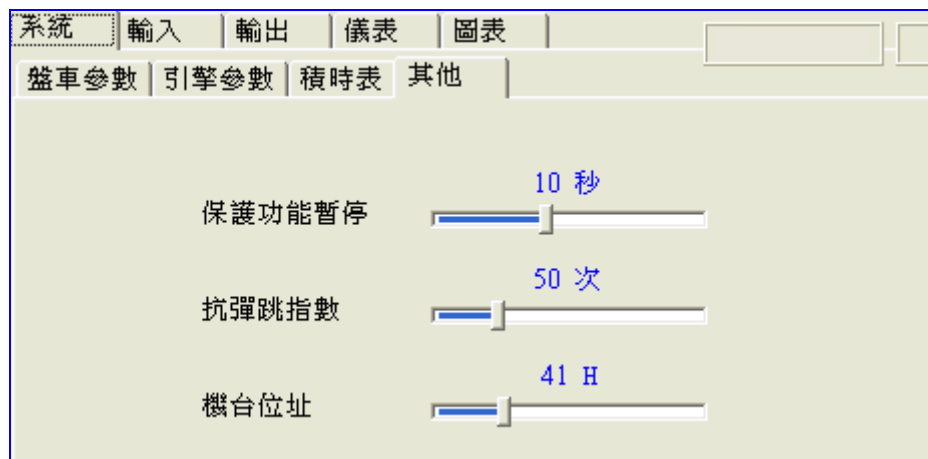 系統 輸入 輸出 儀表 圖表
盤車參數 引擎參數 積時表 其他
10 秒
保護功能暫停
50 次
抗彈跳指數
41 H
機台位址